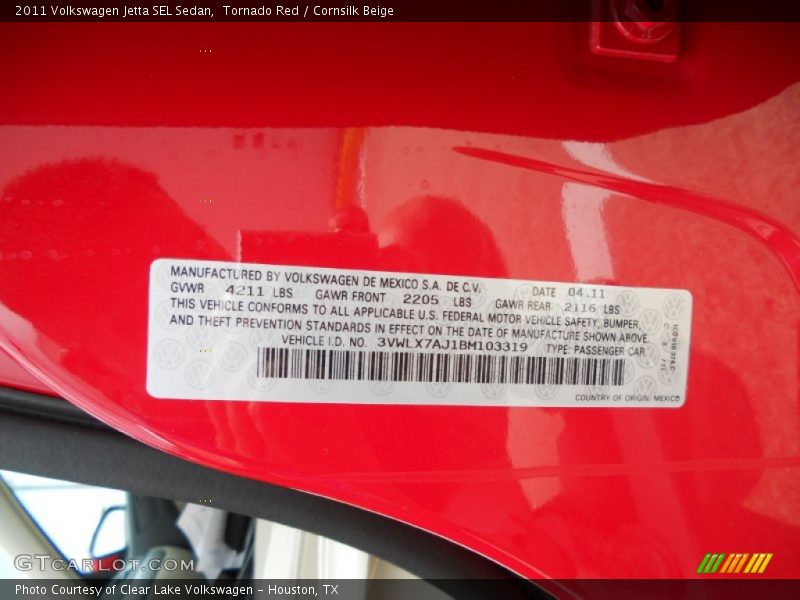 2011 Volkswagen Jetta SEL Sedan, Tornado Red / Cornsilk Beige
MANUFACTURED BY VOLKSWAGEN DE MEXICO S.A. DE C.V. DATE 04.11
GVWR 4211 LBS GAWR FRONT 2205 LBS GAWR REAR 2116 LBS
THIS VEHICLE CONFORMS TO ALL APPLICABLE U.S. FEDERAL MOTOR VEHICLE SAFETY, BUMPER,
AND THEFT PREVENTION STANDARDS IN EFFECT ON THE DATE OF MANUFACTURE SHOWN ABOVE.
VEHICLE I.D. NO. 3VWLX7AJ1BM103319 TYPE: PASSENGER CAR
COUNTRY OF ORIGIN: MEXICO
GTCarLot.com
Photo Courtesy of Clear Lake Volkswagen - Houston, TX